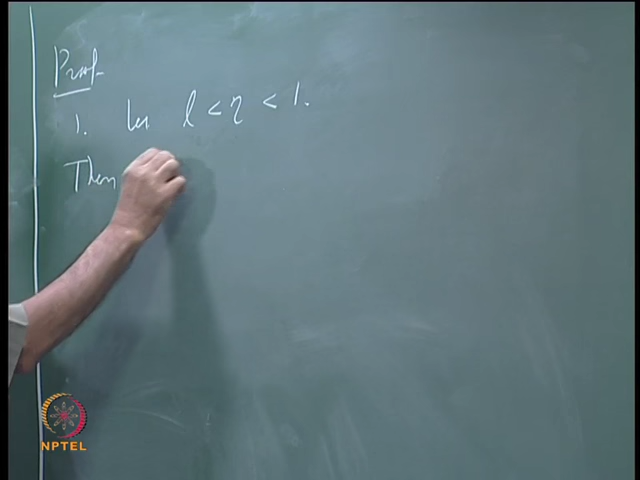 Proof
1. Let l < η < 1.
Then
NPTEL